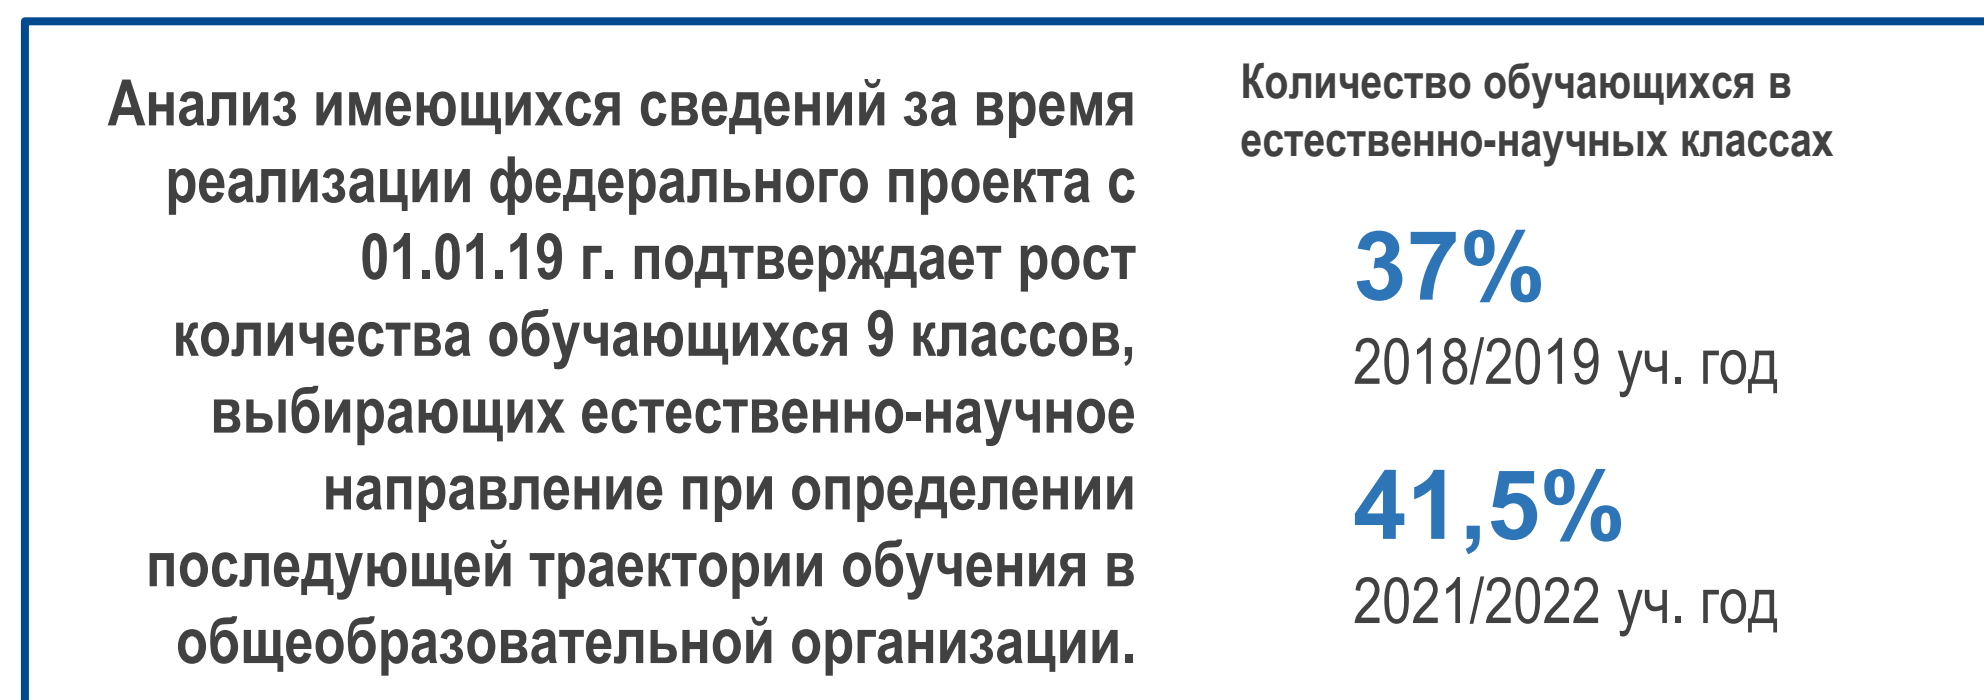 Анализ имеющихся сведений за время
реализации федерального проекта с
01.01.19 г. подтверждает рост
количества обучающихся 9 классов,
выбирающих естественно-научное
направление при определении
последующей траектории обучения в
общеобразовательной организации.
Количество обучающихся в
естественно-научных классах
37%
2018/2019 уч. год
41,5%
2021/2022 уч. год